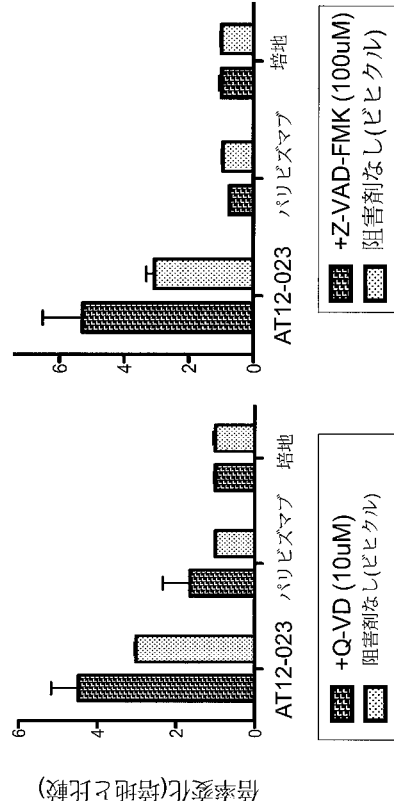 倍率変化(培地と比較)
6
4
2
0
AT12-023
パリビズマブ
培地
+Q-VD (10uM)
阻害剤なし(ビヒクル)
6
4
2
0
AT12-023
パリビズマブ
培地
+Z-VAD-FMK (100uM)
阻害剤なし(ビヒクル)